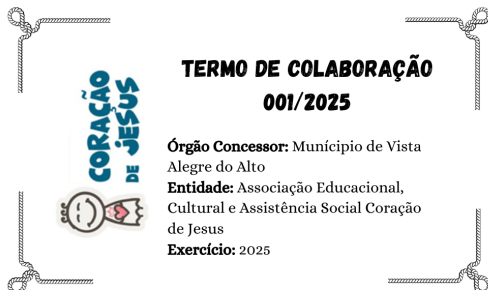 CORAÇÃO
DE JESUS
TERMO DE COLABORAÇÃO
001/2025
Órgão Concessor: Munícipio de Vista
Alegre do Alto
Entidade: Associação Educacional,
Cultural e Assistência Social Coração
de Jesus
Exercício: 2025